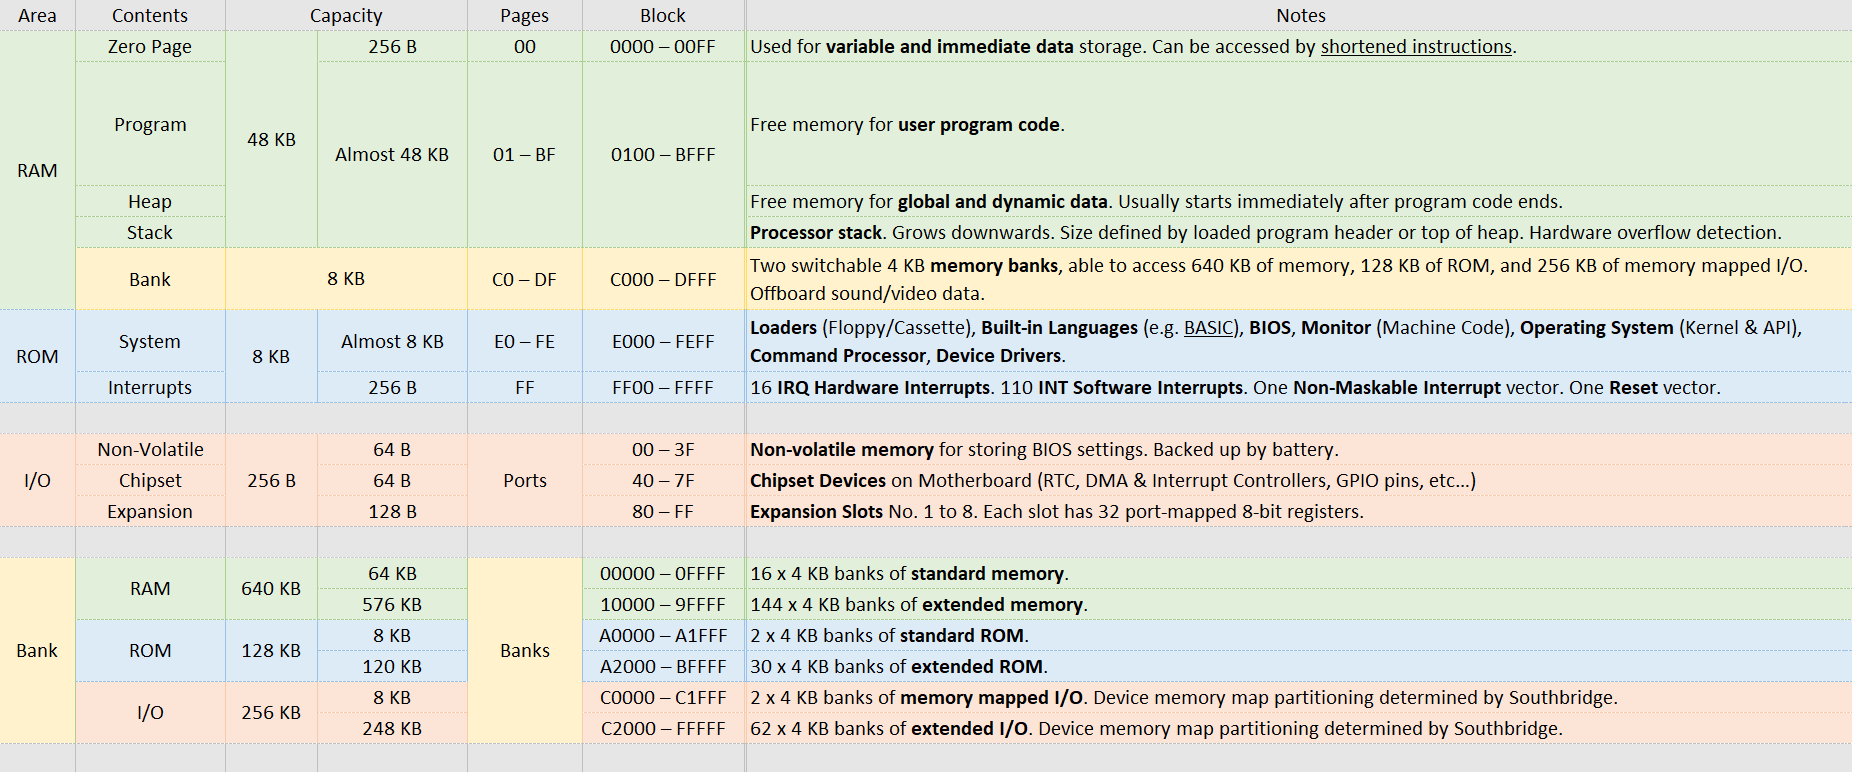 Area Contents Capacity Pages Block Notes
Zero Page 256 B 00 0000 – 00FF Used for variable and immediate data storage. Can be accessed by shortened instructions.
Program Free memory for user program code.
48 KB
Almost 48 KB 01 – BF 0100 – BFFF
RAM
Heap Free memory for global and dynamic data. Usually starts immediately after program code ends.
Stack Processor stack. Grows downwards. Size defined by loaded program header or top of heap. Hardware overflow detection.
Bank 8 KB C0 – DF C000 – DFFF Two switchable 4 KB memory banks, able to access 640 KB of memory, 128 KB of ROM, and 256 KB of memory mapped I/O.
Offboard sound/video data.
System Almost 8 KB E0 – FE E000 – FEFF Loaders (Floppy/Cassette), Built-in Languages (e.g. BASIC), BIOS, Monitor (Machine Code), Operating System (Kernel & API),
Command Processor, Device Drivers.
ROM 8 KB
Interrupts 256 B FF FF00 – FFFF 16 IRQ Hardware Interrupts. 110 INT Software Interrupts. One Non-Maskable Interrupt vector. One Reset vector.
Non-Volatile 64 B 00 – 3F Non-volatile memory for storing BIOS settings. Backed up by battery.
I/O Chipset 256 B 64 B Ports 40 – 7F Chipset Devices on Motherboard (RTC, DMA & Interrupt Controllers, GPIO pins, etc...)
Expansion 128 B 80 – FF Expansion Slots No. 1 to 8. Each slot has 32 port-mapped 8-bit registers.
64 KB 00000 – 0FFFF 16 x 4 KB banks of standard memory.
RAM 640 KB
576 KB 10000 – 9FFFF 144 x 4 KB banks of extended memory.
8 KB A0000 – A1FFF 2 x 4 KB banks of standard ROM.
Bank ROM 128 KB Banks
120 KB A2000 – BFFFF 30 x 4 KB banks of extended ROM.
8 KB C0000 – C1FFF 2 x 4 KB banks of memory mapped I/O. Device memory map partitioning determined by Southbridge.
I/O 256 KB
248 KB C2000 – FFFFF 62 x 4 KB banks of extended I/O. Device memory map partitioning determined by Southbridge.